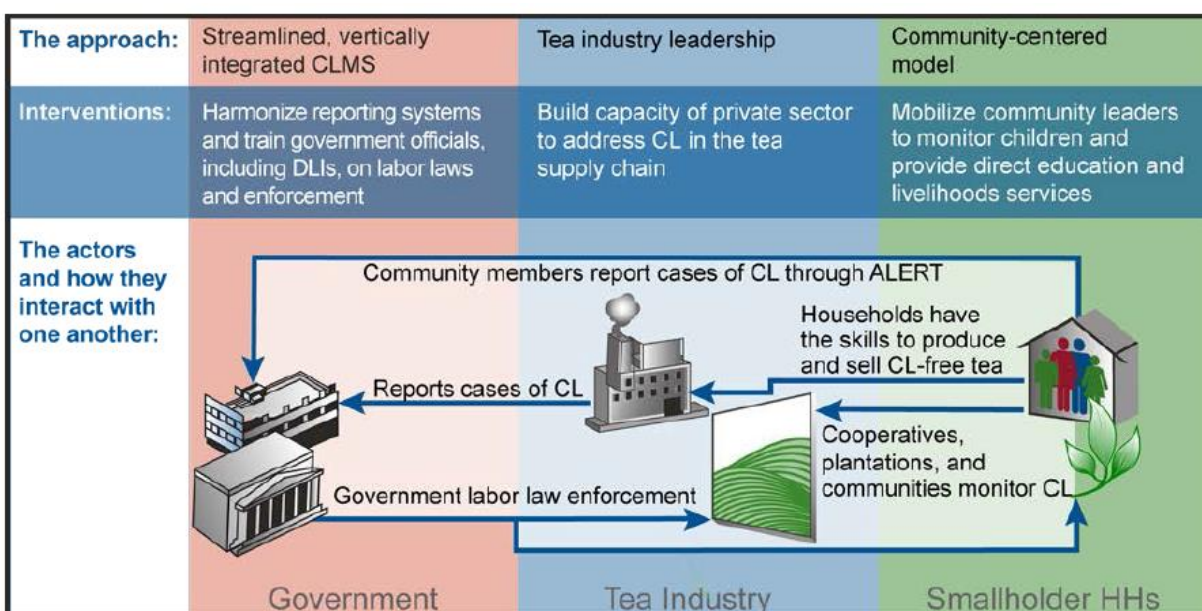 The approach:
Streamlined, vertically
integrated CLMS
Tea industry leadership
Community-centered
model
Interventions:
Harmonize reporting systems
and train government officials,
including DLIs, on labor laws
and enforcement
Build capacity of private sector
to address CL in the tea
supply chain
Mobilize community leaders
to monitor children and
provide direct education and
livelihoods services
The actors
and how they
interact with
one another:
Community members report cases of CL through ALERT
Households have
the skills to produce
and sell CL-free tea
Reports cases of CL
Cooperatives,
plantations, and
communities monitor CL
Government labor law enforcement
Government
Tea Industry
Smallholder HHs